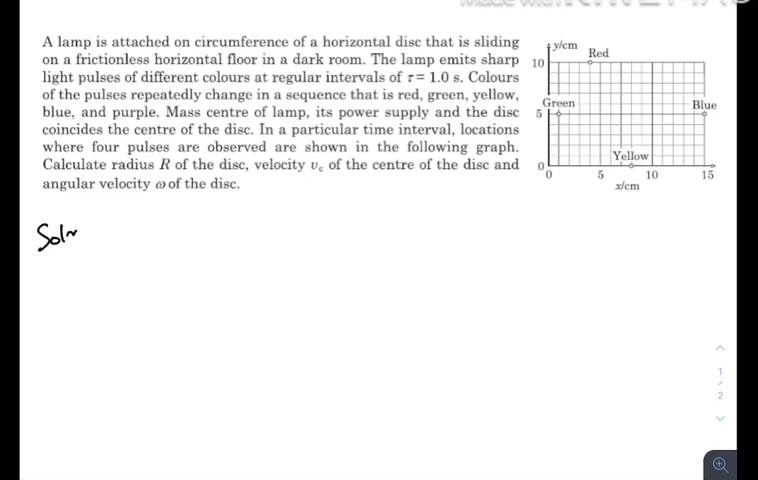 A lamp is attached on circumference of a horizontal disc that is sliding
on a frictionless horizontal floor in a dark room. The lamp emits sharp
light pulses of different colours at regular intervals of τ = 1.0 s. Colours
of the pulses repeatedly change in a sequence that is red, green, yellow,
blue, and purple. Mass centre of lamp, its power supply and the disc
coincides the centre of the disc. In a particular time interval, locations
where four pulses are observed are shown in the following graph.
Calculate radius R of the disc, velocity υc of the centre of the disc and
angular velocity ω of the disc.
y/cm
Red
10
Green
Blue
5
Yellow
0
0 5 10 15
x/cm
Soln
1
/
2